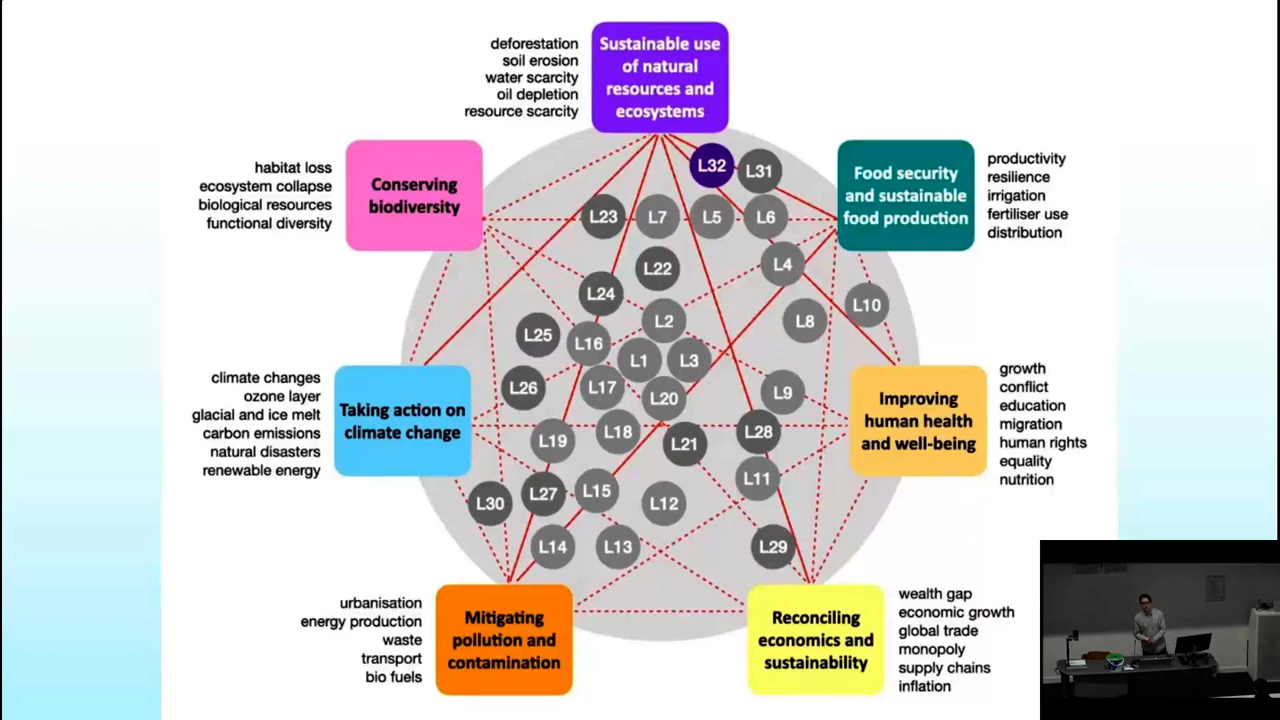 deforestation
soil erosion
water scarcity
oil depletion
resource scarcity
Sustainable use
of natural
resources and
ecosystems
habitat loss
ecosystem collapse
biological resources
functional diversity
Conserving
biodiversity
Food security
and sustainable
food production
productivity
resilience
irrigation
fertiliser use
distribution
L32
L31
L23
L7
L5
L6
L22
L4
L24
L10
L2
L8
L25
L16
L1
L3
L26
L17
L20
L9
L19
L18
L21
L28
L11
L30
L27
L15
L12
L14
L13
L29
climate changes
ozone layer
glacial and ice melt
carbon emissions
natural disasters
renewable energy
Taking action on
climate change
Improving
human health
and well-being
growth
conflict
education
migration
human rights
equality
nutrition
urbanisation
energy production
waste
transport
bio fuels
Mitigating
pollution and
contamination
Reconciling
economics and
sustainability
wealth gap
economic growth
global trade
monopoly
supply chains
inflation